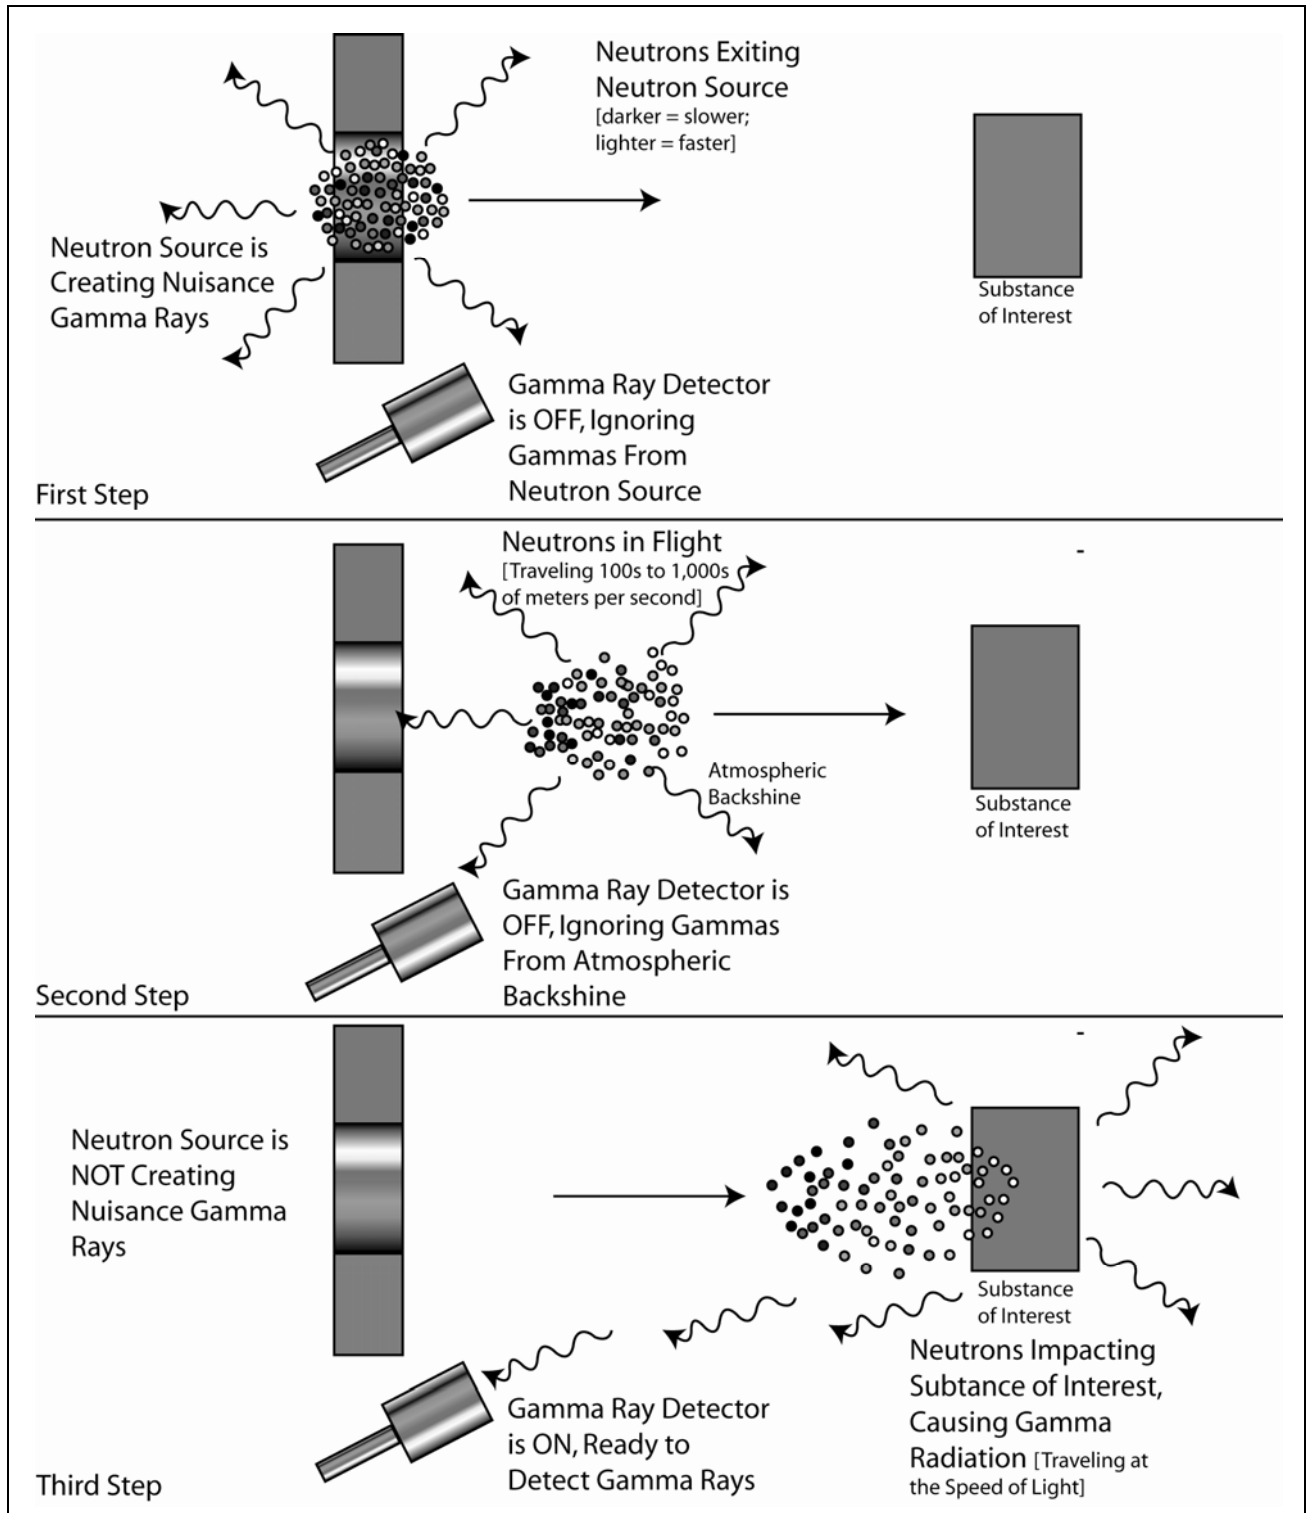 Neutrons Exiting
Neutron Source
[darker = slower;
lighter = faster]
Substance
of Interest
Neutron Source is
Creating Nuisance
Gamma Rays
Gamma Ray Detector
is OFF, Ignoring
Gammas From
Neutron Source
First Step
Neutrons in Flight
[Traveling 100s to 1,000s
of meters per second]
-
Atmospheric
Backshine
Substance
of Interest
Gamma Ray Detector is
OFF, Ignoring Gammas
From Atmospheric
Backshine
Second Step
-
Neutron Source is
NOT Creating
Nuisance Gamma
Rays
Substance
of Interest
Neutrons Impacting
Subtance of Interest,
Causing Gamma
Radiation [Traveling at
the Speed of Light]
Gamma Ray Detector
is ON, Ready to
Detect Gamma Rays
Third Step